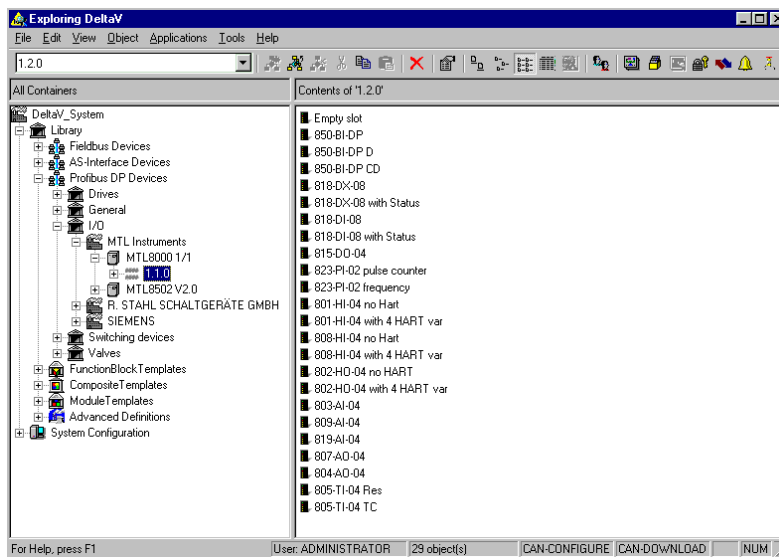 Exploring DeltaV
File Edit View Object Applications Tools Help
1.2.0
All Containers
Contents of '1.2.0'
DeltaV_System
Library
Fieldbus Devices
AS-Interface Devices
Profibus DP Devices
Drives
General
I/O
MTL Instruments
MTL8000 1/1
1.1.0
MTL8502 V2.0
R. STAHL SCHALTGERÄTE GMBH
SIEMENS
Switching devices
Valves
FunctionBlockTemplates
CompositeTemplates
ModuleTemplates
Advanced Definitions
System Configuration
Empty slot
850-BI-DP
850-BI-DP D
850-BI-DP CD
818-DX-08
818-DX-08 with Status
818-DI-08
818-DI-08 with Status
815-DO-04
823-PI-02 pulse counter
823-PI-02 frequency
801-HI-04 no Hart
801-HI-04 with 4 HART var
808-HI-04 no Hart
808-HI-04 with 4 HART var
802-HO-04 no HART
802-HO-04 with 4 HART var
803-AI-04
809-AI-04
819-AI-04
807-AO-04
804-AO-04
805-TI-04 Res
805-TI-04 TC
For Help, press F1
User: ADMINISTRATOR
29 object(s)
CAN-CONFIGURE
CAN-DOWNLOAD
NUM